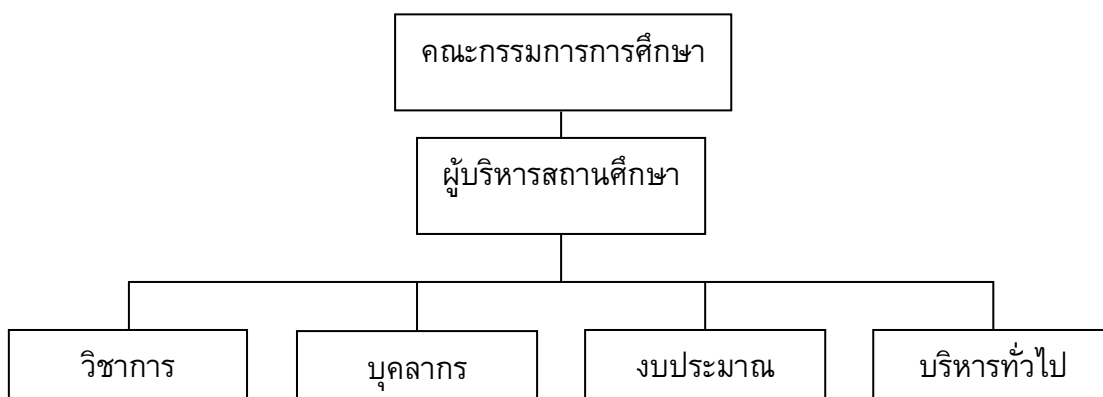 คณะกรรมการการศึกษา
ผู้บริหารสถานศึกษา
วิชาการ
บุคลากร
งบประมาณ
บริหารทั่วไป